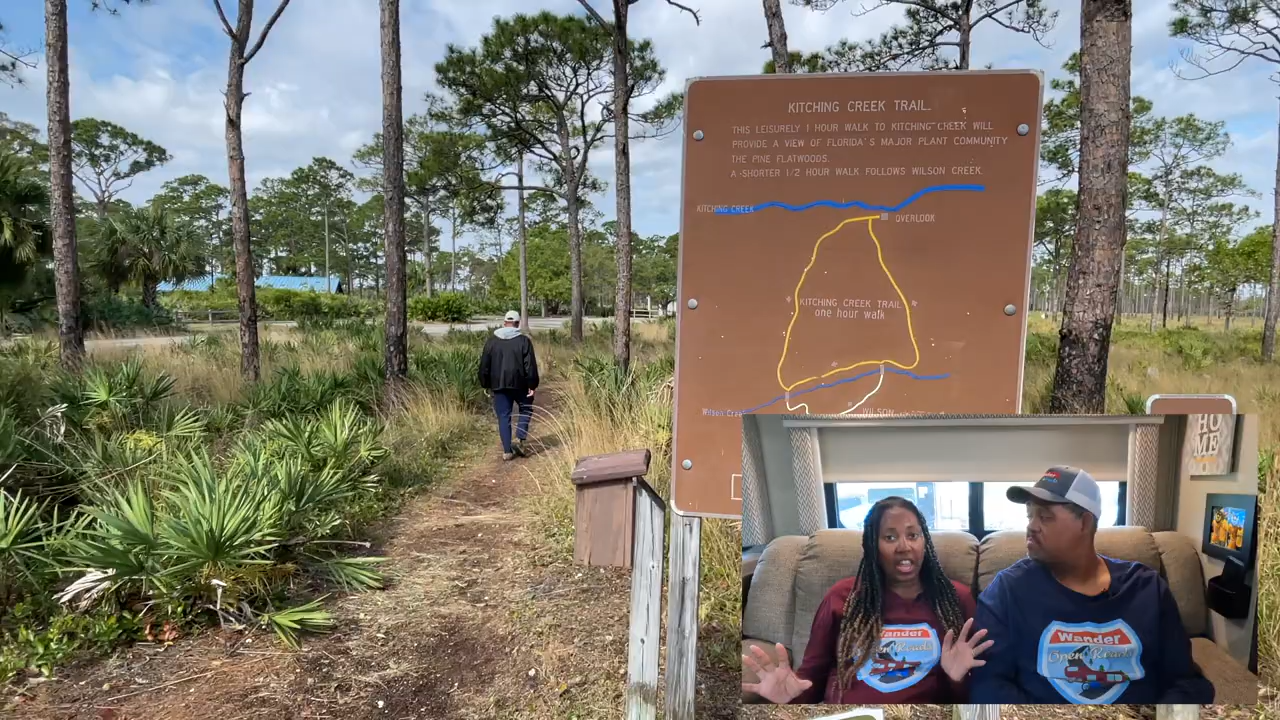 KITCHING CREEK TRAIL
THIS LEISURELY 1 HOUR WALK TO KITCHING CREEK WILL
PROVIDE A VIEW OF FLORIDA'S MAJOR PLANT COMMUNITY
THE PINE FLATWOODS.
A SHORTER 1/2 HOUR WALK FOLLOWS WILSON CREEK.
KITCHING CREEK
OVERLOOK
KITCHING CREEK TRAIL
one hour walk
Wilson Creek
WILSON
HO
ME
Wander
Open Roads
Wander
Open Roads